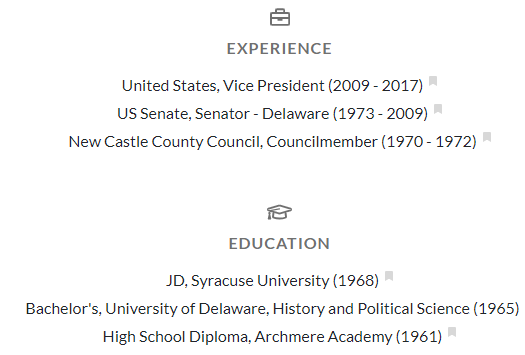 EXPERIENCE
United States, Vice President (2009 - 2017)
US Senate, Senator - Delaware (1973 - 2009)
New Castle County Council, Councilmember (1970 - 1972)
EDUCATION
JD, Syracuse University (1968)
Bachelor's, University of Delaware, History and Political Science (1965)
High School Diploma, Archmere Academy (1961)